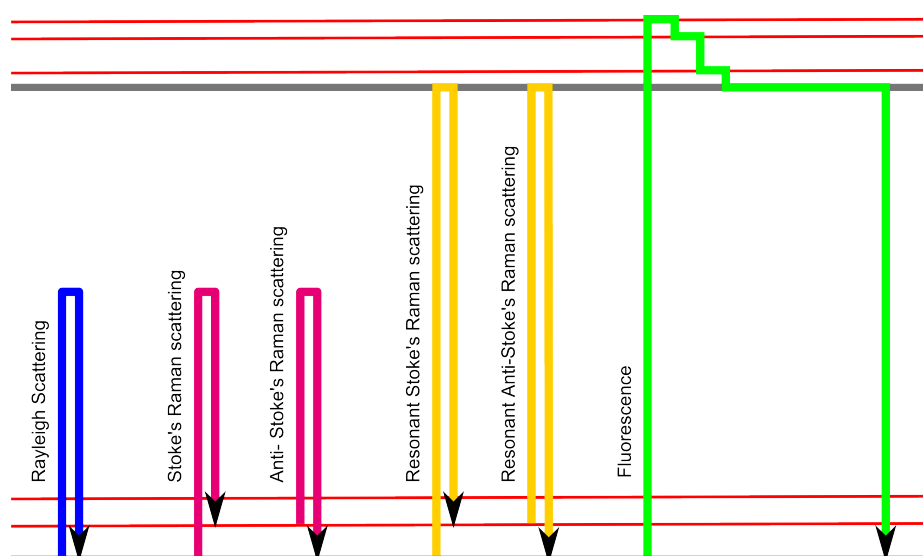 Rayleigh Scattering
Stoke's Raman scattering
Anti- Stoke's Raman scattering
Resonant Stoke's Raman scattering
Resonant Anti-Stoke's Raman scattering
Fluorescence